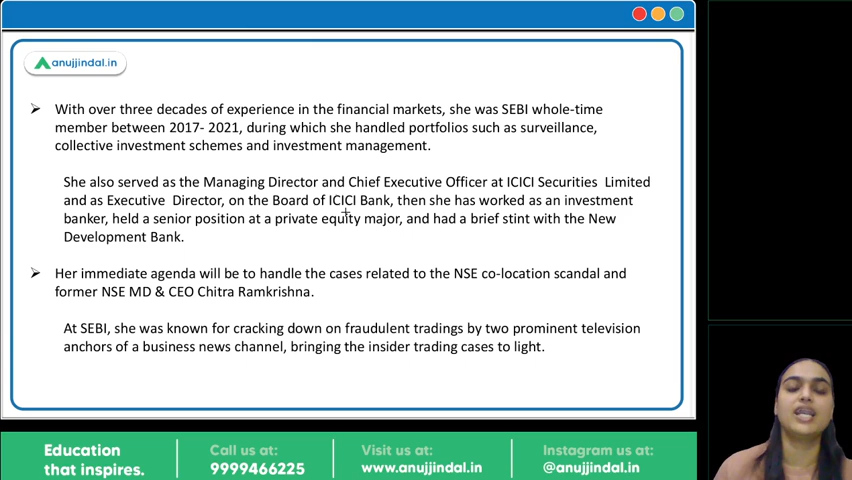 anujjindal.in
➢ With over three decades of experience in the financial markets, she was SEBI whole-time
member between 2017- 2021, during which she handled portfolios such as surveillance,
collective investment schemes and investment management.
She also served as the Managing Director and Chief Executive Officer at ICICI Securities Limited
and as Executive Director, on the Board of ICICI Bank, then she has worked as an investment
banker, held a senior position at a private equity major, and had a brief stint with the New
Development Bank.
➢ Her immediate agenda will be to handle the cases related to the NSE co-location scandal and
former NSE MD & CEO Chitra Ramkrishna.
At SEBI, she was known for cracking down on fraudulent tradings by two prominent television
anchors of a business news channel, bringing the insider trading cases to light.
Education
that inspires.
Call us at:
9999466225
Visit us at:
www.anujjindal.in
Instagram us at:
@anujjindal.in